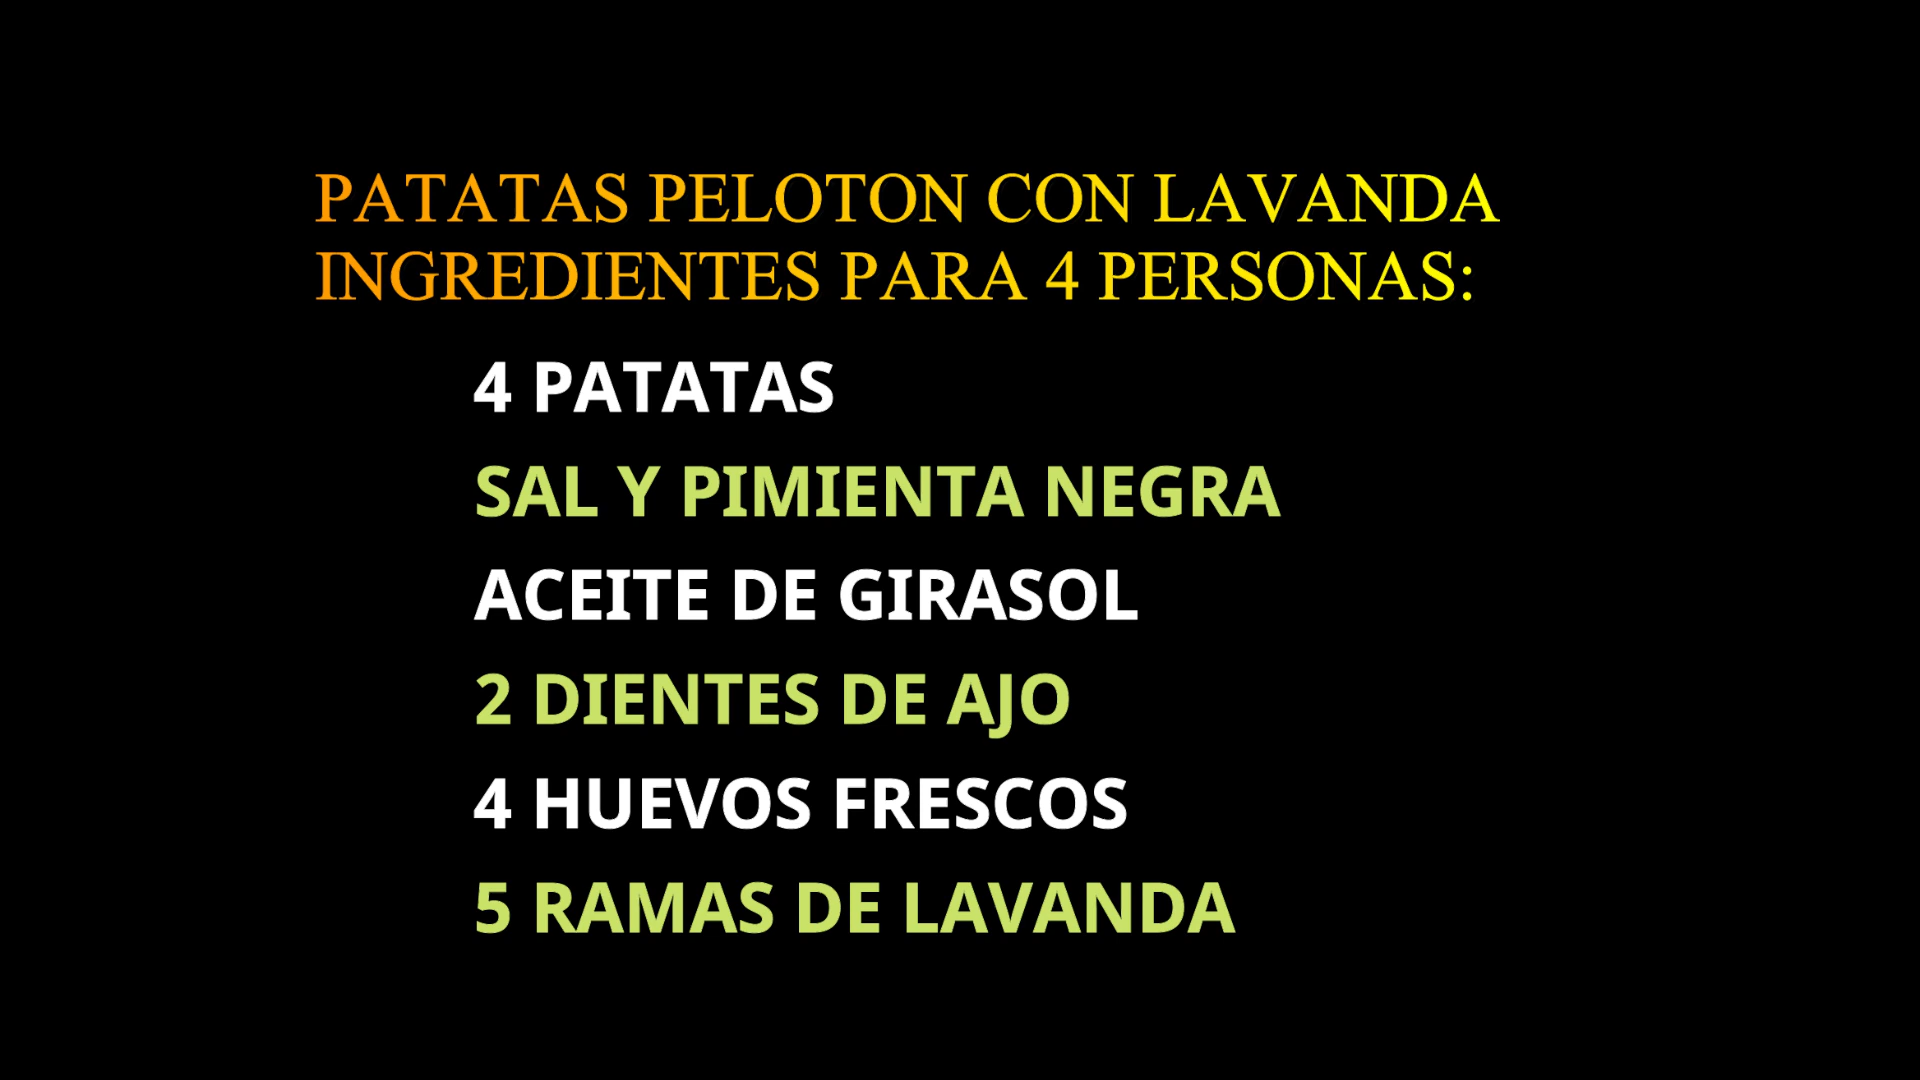 PATATAS PELOTON CON LAVANDA
INGREDIENTES PARA 4 PERSONAS:
4 PATATAS
SAL Y PIMIENTA NEGRA
ACEITE DE GIRASOL
2 DIENTES DE AJO
4 HUEVOS FRESCOS
5 RAMAS DE LAVANDA